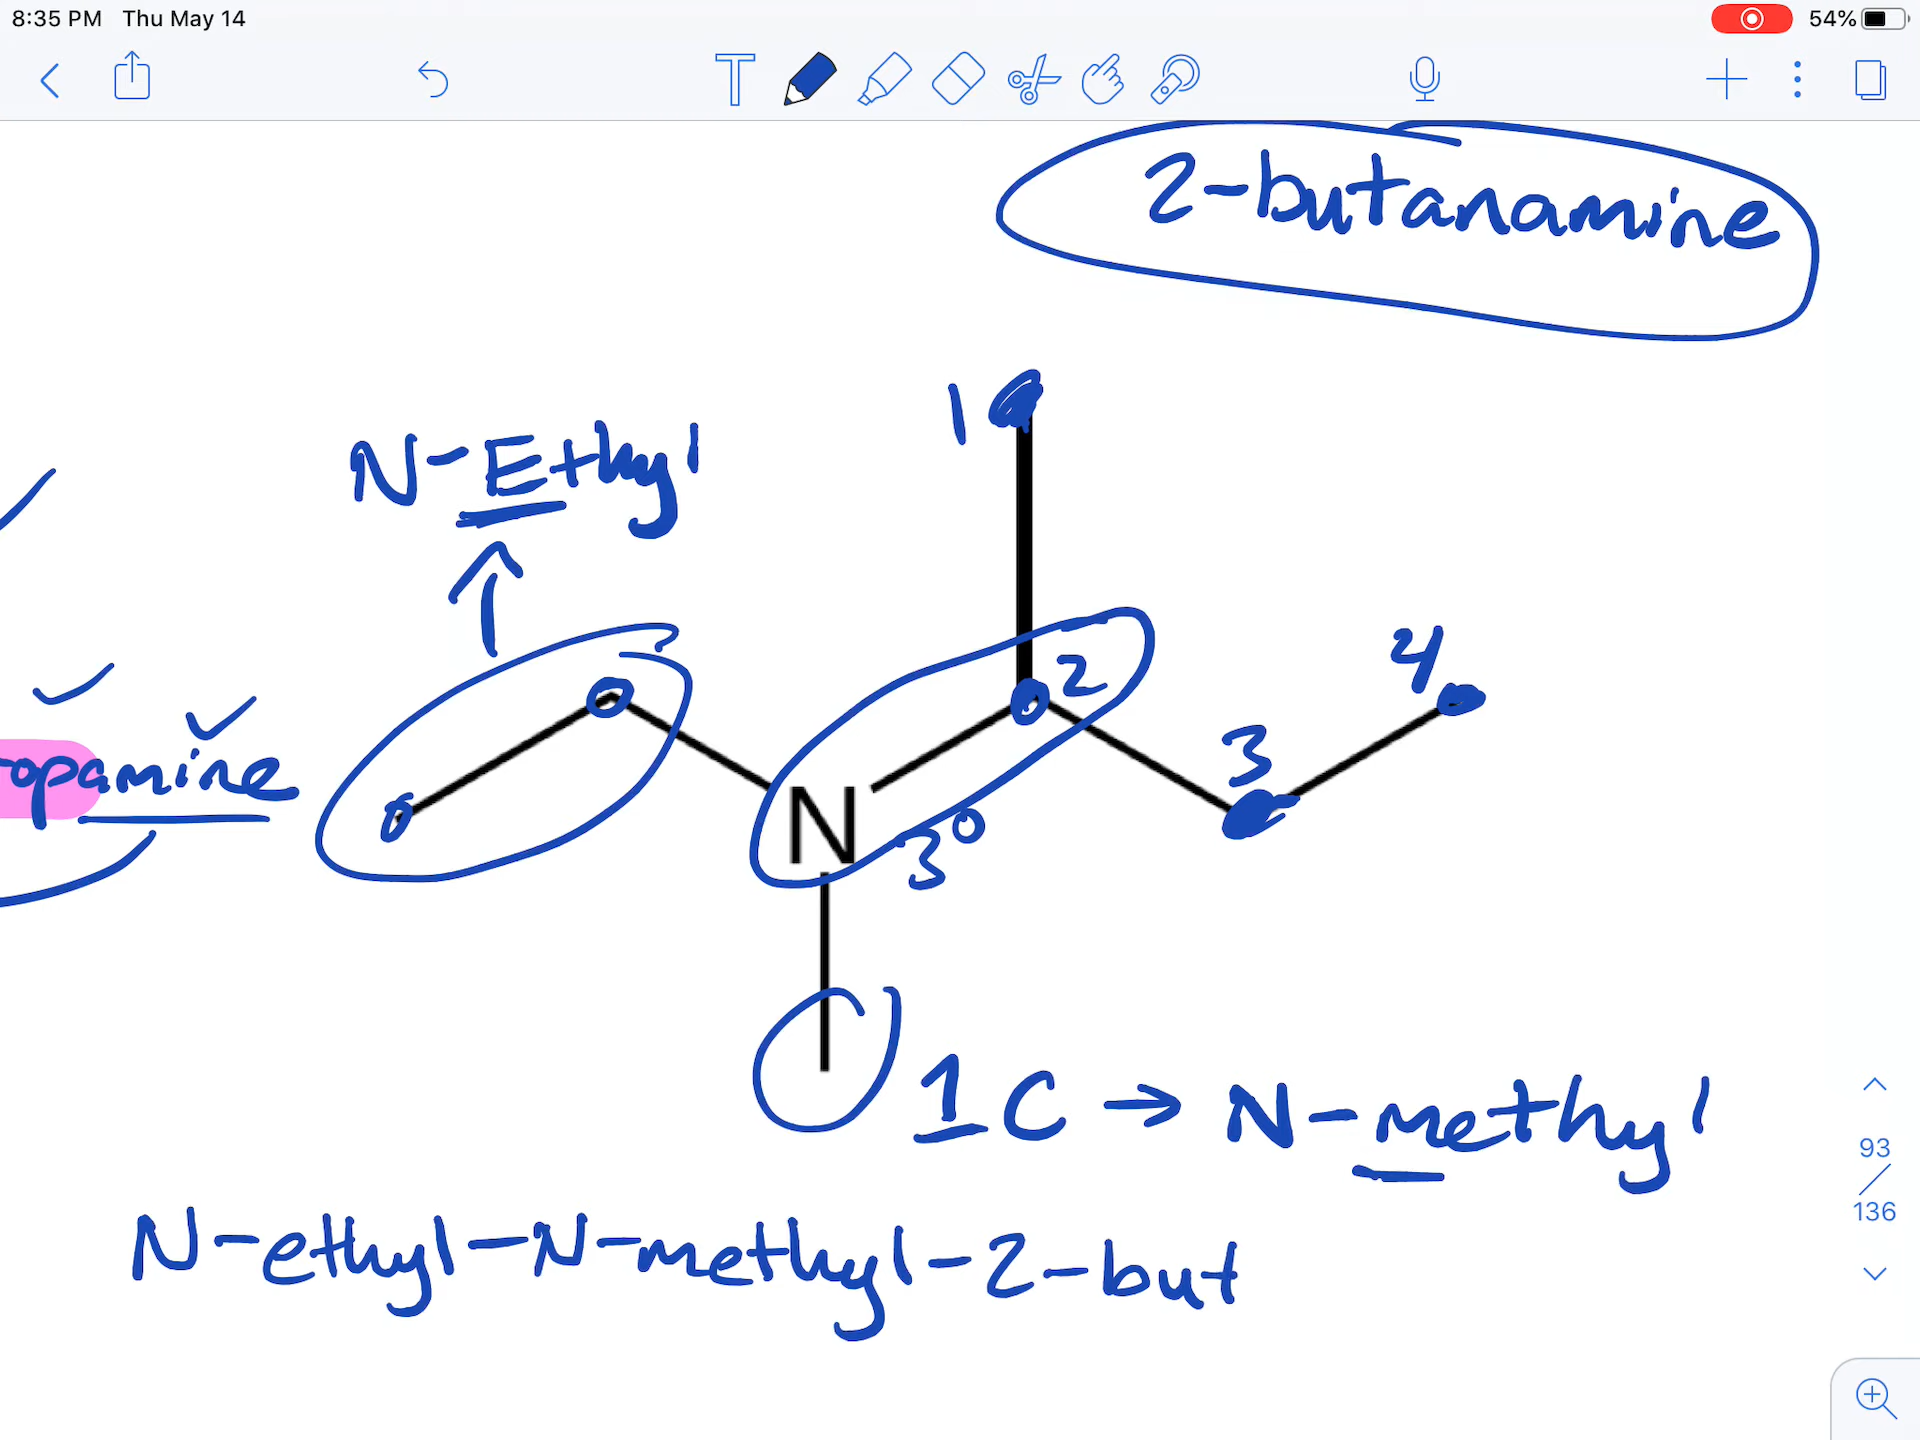 8:35 PM Thu May 14
54%
T
2-butanamine
1
N-Ethyl
2
4
3
opamine
N
3°
1 C → N-methyl
93
136
N-ethyl-N-methyl-2-but